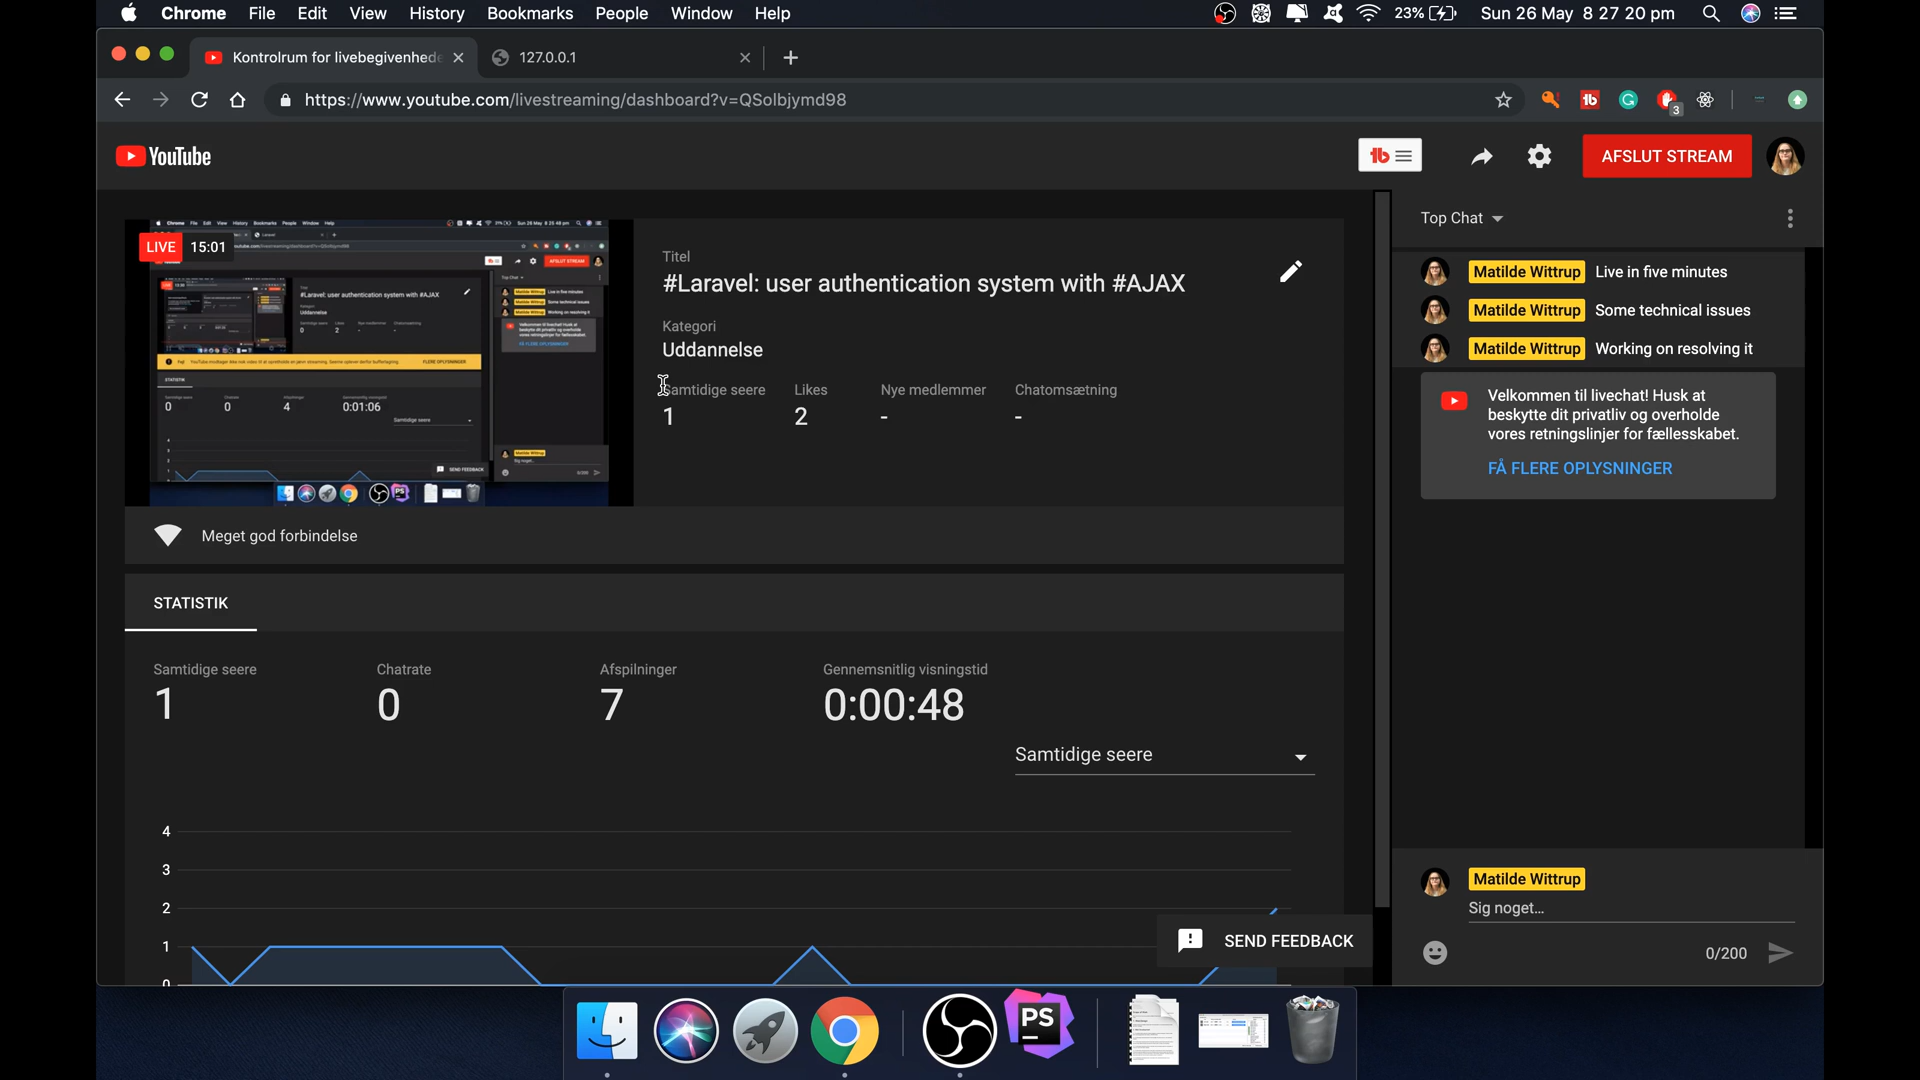 Chrome File Edit View History Bookmarks People Window Help
23% Sun 26 May 8 27 20 pm
Kontrolrum for livebegivenhede
127.0.0.1
https://www.youtube.com/livestreaming/dashboard?v=QSolbjymd98
3
YouTube
AFSLUT STREAM
LIVE 15:01
Titel
#Laravel: user authentication system with #AJAX
Kategori
Uddannelse
Samtidige seere Likes Nye medlemmer Chatomsætning
1 2 - -
Meget god forbindelse
STATISTIK
Samtidige seere Chatrate Afspilninger Gennemsnitlig visningstid
1 0 7 0:00:48
Samtidige seere
4
3
2
1
0
SEND FEEDBACK
Top Chat
Matilde Wittrup Live in five minutes
Matilde Wittrup Some technical issues
Matilde Wittrup Working on resolving it
Velkommen til livechat! Husk at
beskytte dit privatliv og overholde
vores retningslinjer for fællesskabet.
FÅ FLERE OPLYSNINGER
Matilde Wittrup
Sig noget...
0/200
PS